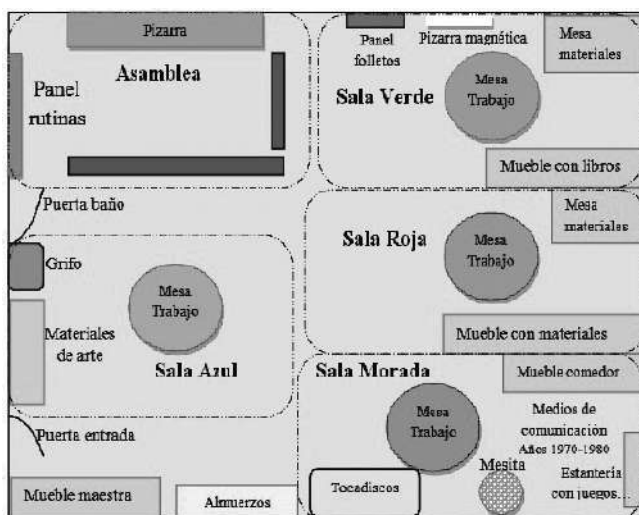 Pizarra
Asamblea
Panel
rutinas
Panel
folletos
Pizarra magnética
Mesa
materiales
Sala Verde
Mesa
Trabajo
Mueble con libros
Puerta baño
Mesa
materiales
Sala Roja
Mesa
Trabajo
Mueble con materiales
Grifo
Mesa
Trabajo
Materiales
de arte
Sala Azul
Puerta entrada
Sala Morada
Mueble comedor
Mesa
Trabajo
Medios de
comunicación
Años 1970-1980
Mesita
Estantería
con juegos...
Tocadiscos
Mueble maestra
Almuerzos